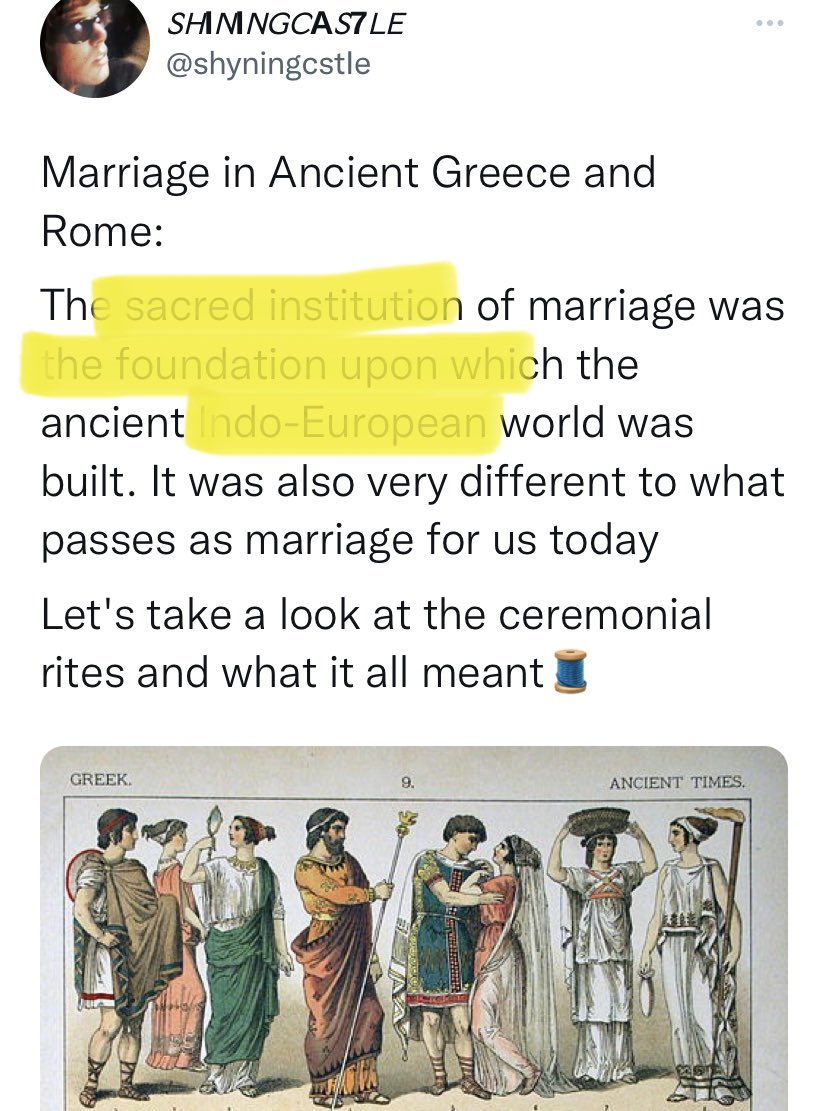 SHIMINGCAS7LE
@shyningcstle
Marriage in Ancient Greece and
Rome:
The sacred institution of marriage was
the foundation upon which the
ancient Indo-European world was
built. It was also very different to what
passes as marriage for us today
Let's take a look at the ceremonial
rites and what it all meant🧵
GREEK. 9. ANCIENT TIMES.